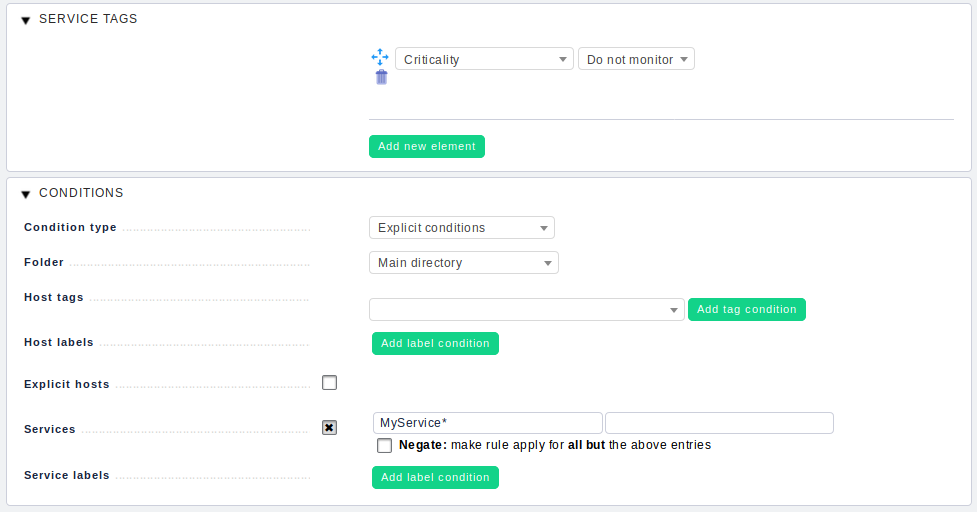 SERVICE TAGS
Criticality Do not monitor
Add new element
CONDITIONS
Condition type Explicit conditions
Folder Main directory
Host tags Add tag condition
Host labels Add label condition
Explicit hosts
Services MyService*
Negate: make rule apply for all but the above entries
Service labels Add label condition